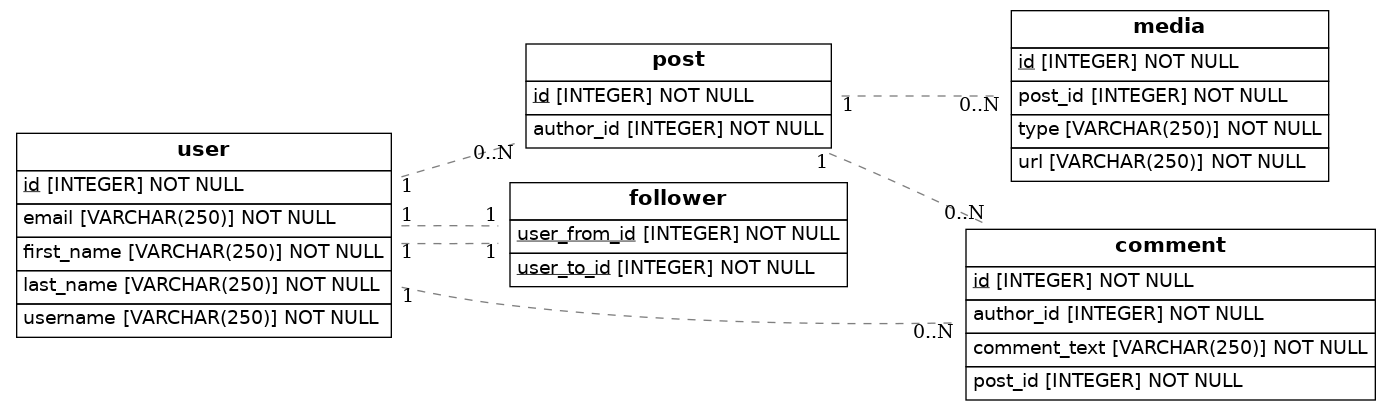 user
id [INTEGER] NOT NULL
email [VARCHAR(250)] NOT NULL
first_name [VARCHAR(250)] NOT NULL
last_name [VARCHAR(250)] NOT NULL
username [VARCHAR(250)] NOT NULL
1
0..N
1
1
1
1
1
0..N
post
id [INTEGER] NOT NULL
author_id [INTEGER] NOT NULL
1
0..N
1
0..N
follower
user_from_id [INTEGER] NOT NULL
user_to_id [INTEGER] NOT NULL
media
id [INTEGER] NOT NULL
post_id [INTEGER] NOT NULL
type [VARCHAR(250)] NOT NULL
url [VARCHAR(250)] NOT NULL
comment
id [INTEGER] NOT NULL
author_id [INTEGER] NOT NULL
comment_text [VARCHAR(250)] NOT NULL
post_id [INTEGER] NOT NULL